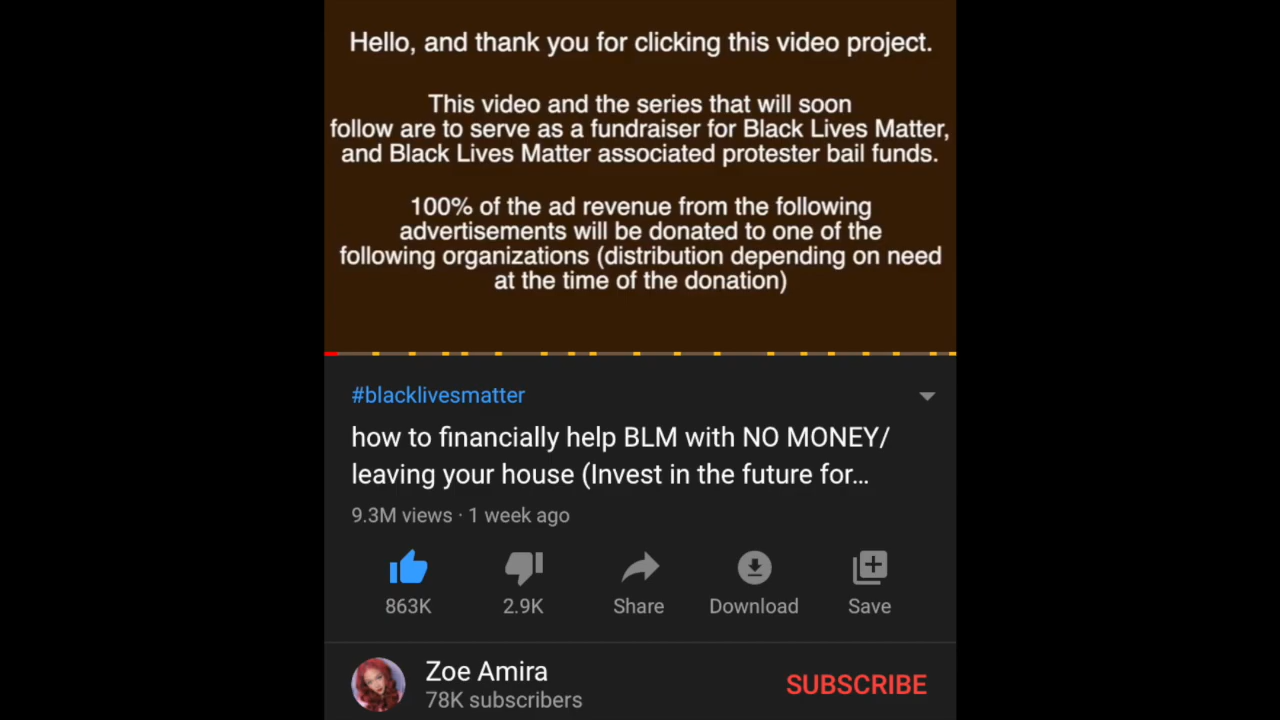 Hello, and thank you for clicking this video project.
This video and the series that will soon
follow are to serve as a fundraiser for Black Lives Matter,
and Black Lives Matter associated protester bail funds.
100% of the ad revenue from the following
advertisements will be donated to one of the
following organizations (distribution depending on need
at the time of the donation)
#blacklivesmatter
how to financially help BLM with NO MONEY/
leaving your house (Invest in the future for...
9.3M views · 1 week ago
863K 2.9K Share Download Save
Zoe Amira
78K subscribers
SUBSCRIBE